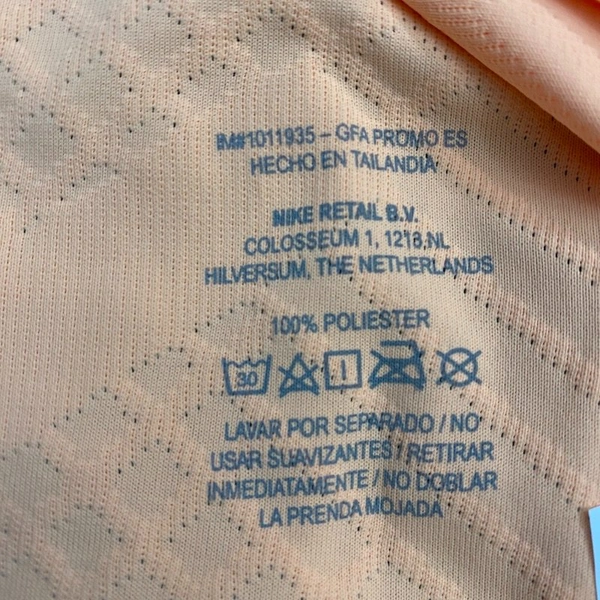 IM#1011935 – GFA PROMO ES
HECHO EN TAILANDIA
NIKE RETAIL B.V.
COLOSSEUM 1, 1213 NL
HILVERSUM, THE NETHERLANDS
100% POLIESTER
30
LAVAR POR SEPARADO / NO
USAR SUAVIZANTES / RETIRAR
INMEDIATAMENTE / NO DOBLAR
LA PRENDA MOJADA